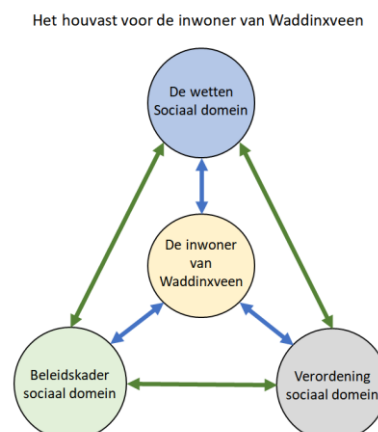 Het houvast voor de inwoner van Waddinxveen
De wetten
Sociaal domein
De inwoner
van
Waddinxveen
Beleidskader
sociaal domein
Verordening
sociaal domein